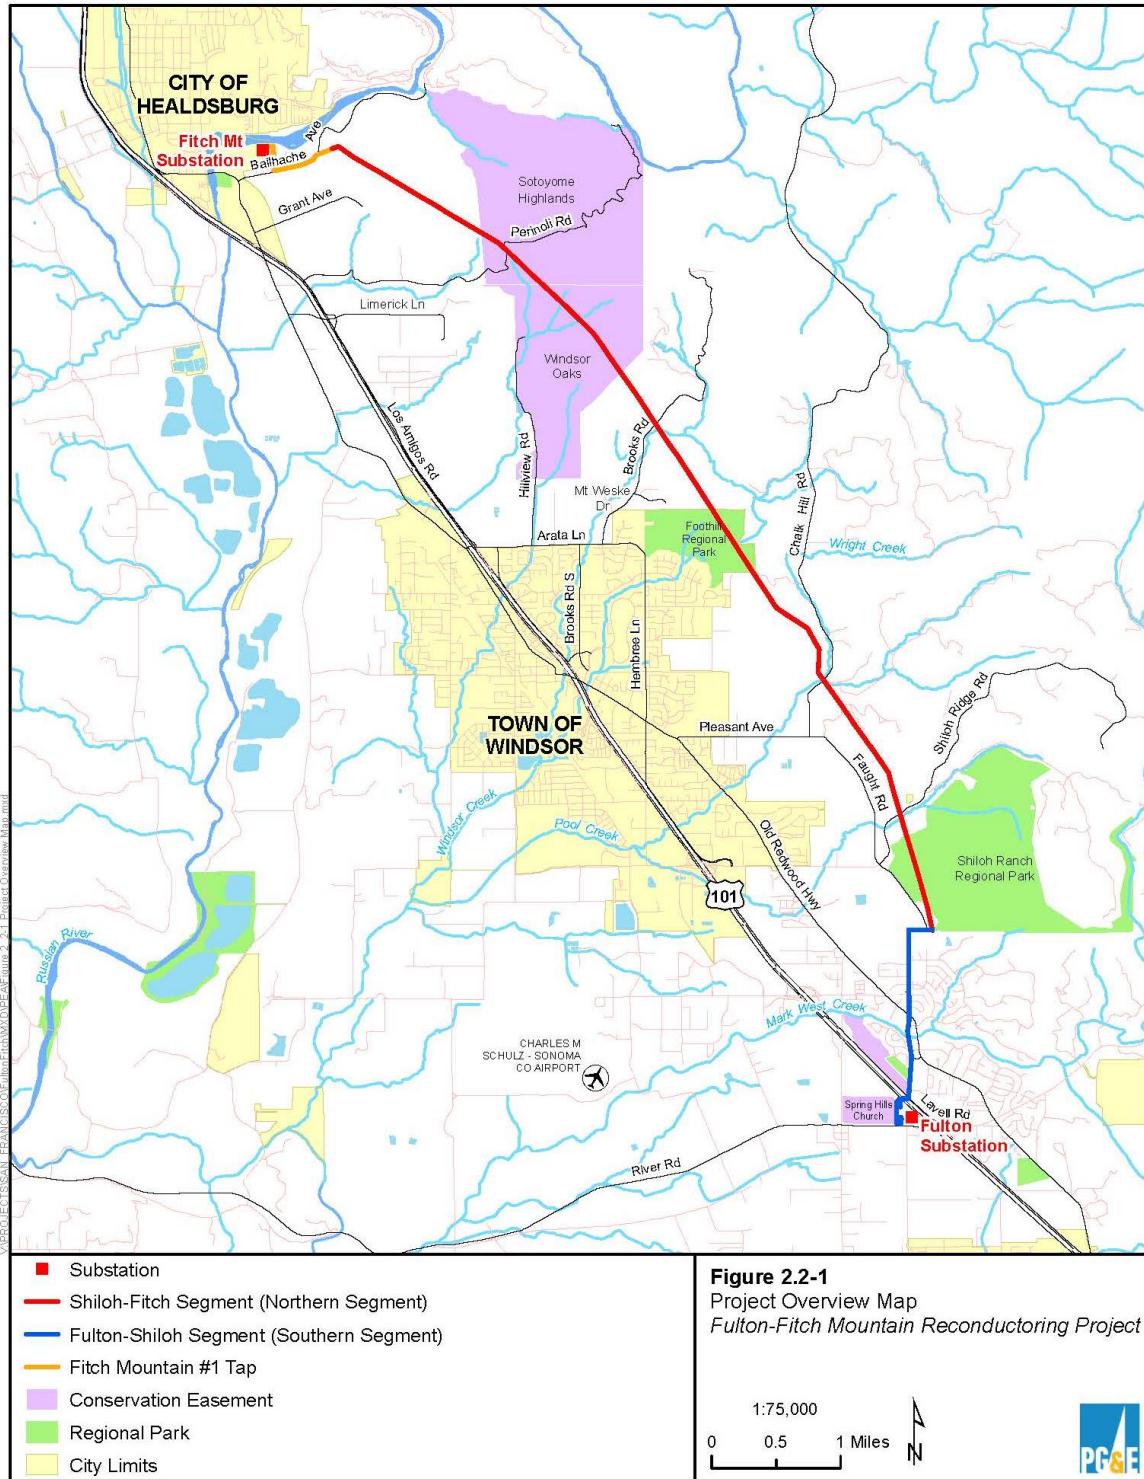 CITY OF
HEALDSBURG
Fitch Mt
Substation
Bailhache
Ave
Grant Ave
Sotoyome
Highlands
Perinoli Rd
Limerick Ln
Windsor
Oaks
Los Amigos Rd
Hillview Rd
Brooks Rd
Mt Weske
Dr
Chalk Hill Rd
Foothill
Regional
Park
Arata Ln
Wright Creek
Brooks Rd S
Hembree Ln
Shiloh Ridge Rd
TOWN OF
WINDSOR
Pleasant Ave
Faught Rd
Windsor Creek
Pool Creek
Old Redwood Hwy
Shiloh Ranch
Regional Park
101
Russian River
Mark West Creek
CHARLES M
SCHULZ - SONOMA
CO AIRPORT
Spring Hills
Church
Lavell Rd
Fulton
Substation
River Rd
Substation
Shiloh-Fitch Segment (Northern Segment)
Fulton-Shiloh Segment (Southern Segment)
Fitch Mountain #1 Tap
Conservation Easement
Regional Park
City Limits
Figure 2.2-1
Project Overview Map
Fulton-Fitch Mountain Reconductoring Project
1:75,000
0 0.5 1 Miles
N
PG&E